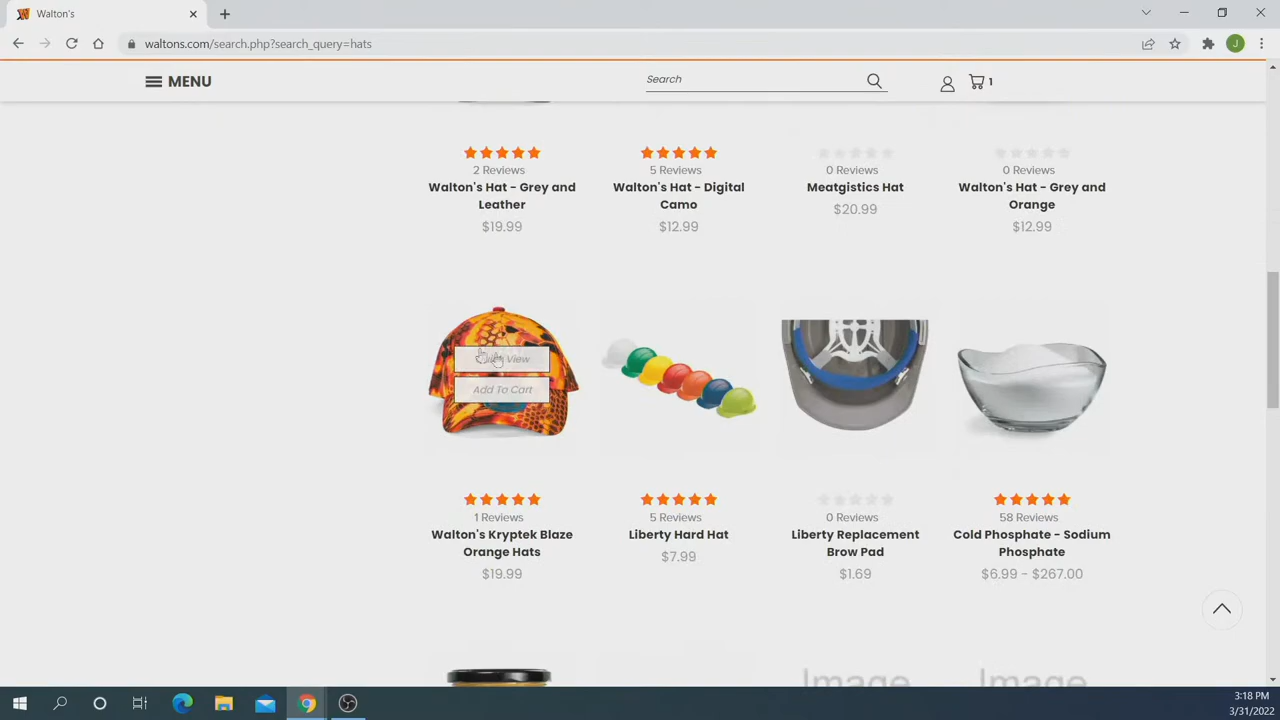 Walton's
waltons.com/search.php?search_query=hats
J
MENU
Search
1
2 Reviews
Walton's Hat - Grey and
Leather
$19.99
5 Reviews
Walton's Hat - Digital
Camo
$12.99
0 Reviews
Meatgistics Hat
$20.99
0 Reviews
Walton's Hat - Grey and
Orange
$12.99
View
Add To Cart
1 Reviews
Walton's Kryptek Blaze
Orange Hats
$19.99
5 Reviews
Liberty Hard Hat
$7.99
0 Reviews
Liberty Replacement
Brow Pad
$1.69
58 Reviews
Cold Phosphate - Sodium
Phosphate
$6.99 - $267.00
Image
Image
3:18 PM
3/31/2022